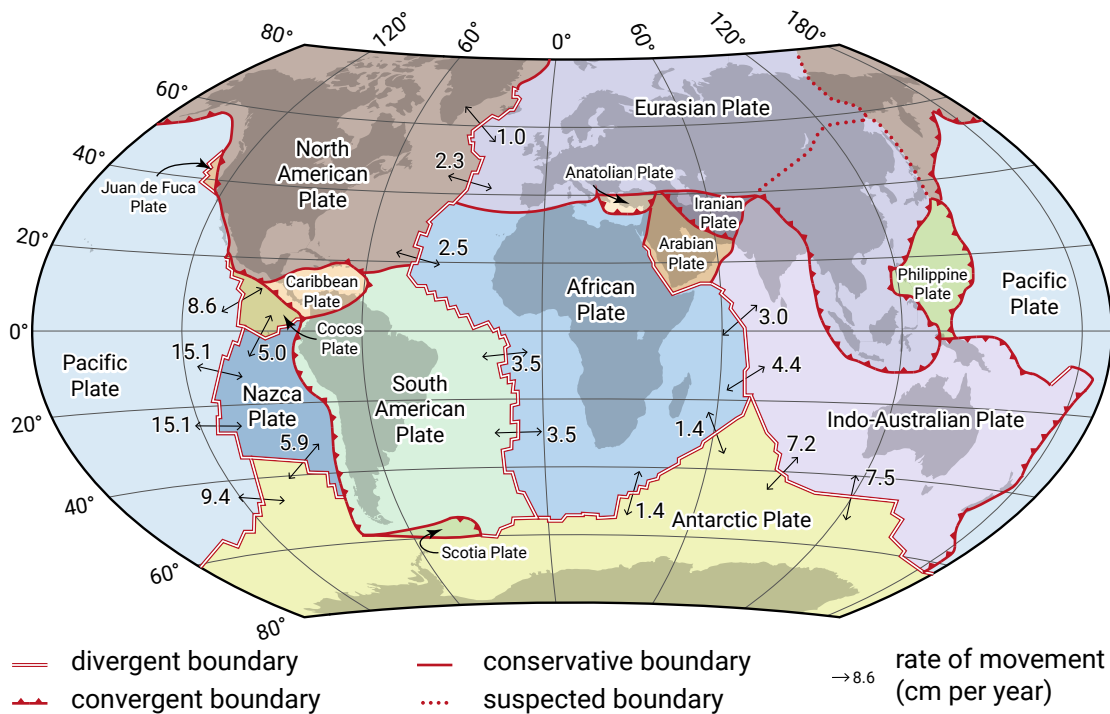 80°
120°
60°
0°
60°
120°
180°
60°
40°
20°
0°
20°
40°
60°
80°
Eurasian Plate
1.0
North
American
Plate
2.3
Juan de Fuca
Plate
Anatolian Plate
Iranian
Plate
Arabian
Plate
2.5
Caribbean
Plate
African
Plate
Philippine
Plate
Pacific
Plate
8.6
Cocos
Plate
3.0
15.1
5.0
Pacific
Plate
3.5
4.4
Nazca
Plate
South
American
Plate
15.1
3.5
1.4
Indo-Australian Plate
5.9
7.2
9.4
7.5
1.4
Antarctic Plate
Scotia Plate
divergent boundary
convergent boundary
conservative boundary
suspected boundary
8.6
rate of movement
(cm per year)